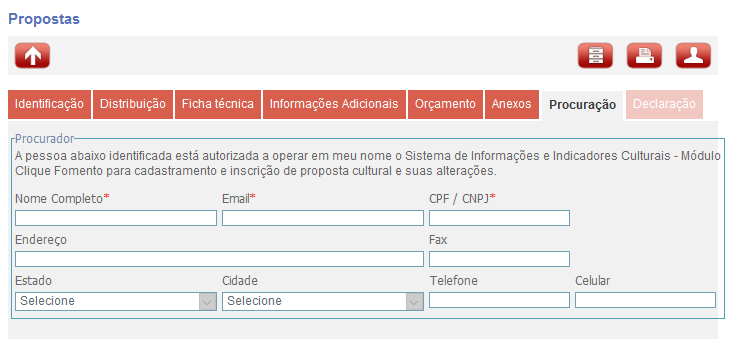 Propostas
Identificação Distribuição Ficha técnica Informações Adicionais Orçamento Anexos Procuração Declaração
Procurador
A pessoa abaixo identificada está autorizada a operar em meu nome o Sistema de Informações e Indicadores Culturais - Módulo
Clique Fomento para cadastramento e inscrição de proposta cultural e suas alterações.
Nome Completo* Email* CPF / CNPJ*
Endereço Fax
Estado Cidade Telefone Celular
Selecione Selecione